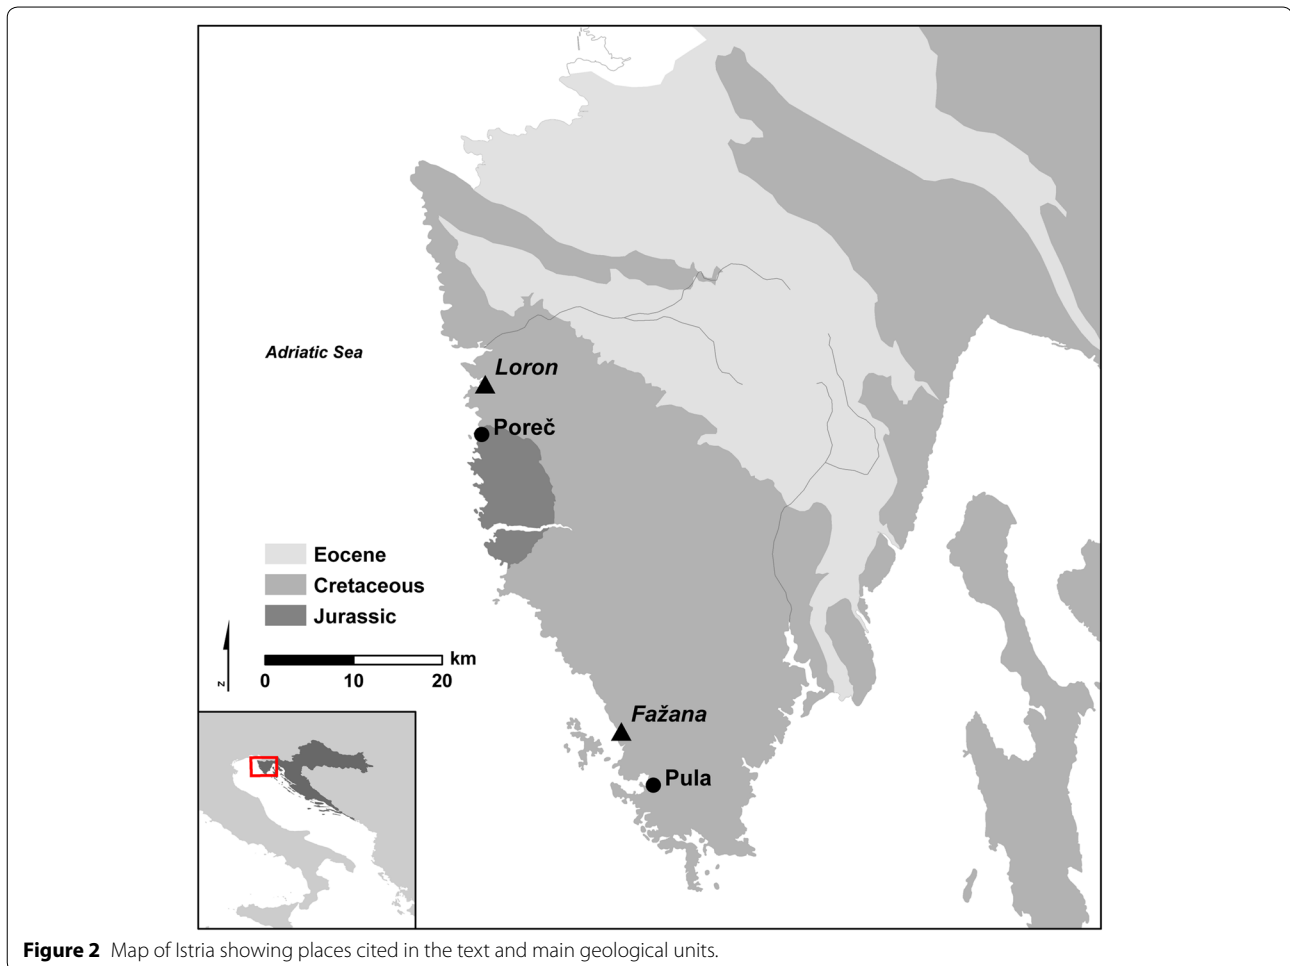 Adriatic Sea
Loron
Poreč
Eocene
Cretaceous
Jurassic
km
0 10 20
N
Fažana
Pula
Figure 2 Map of Istria showing places cited in the text and main geological units.